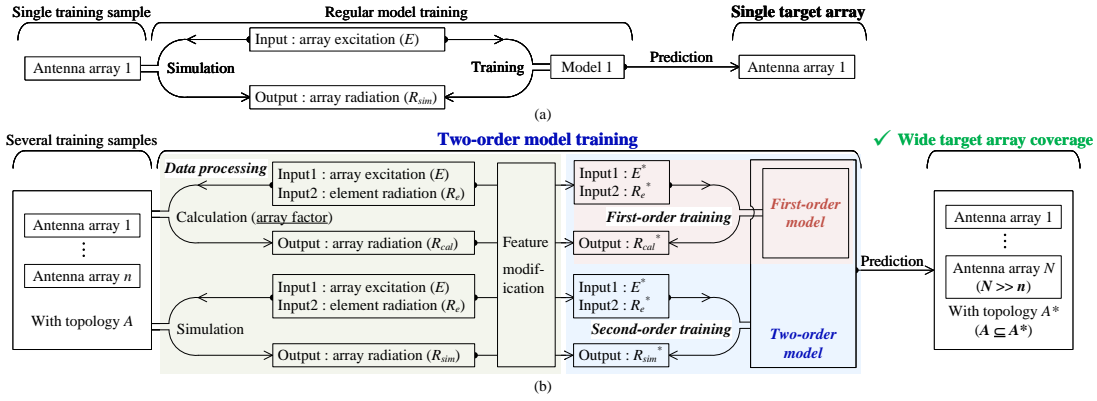 Single training sample
Regular model training
Single target array
Antenna array 1
Simulation
Input : array excitation (E)
Output : array radiation (Rsim)
Training
Model 1
Prediction
Antenna array 1
(a)
Several training samples
Two-order model training
✓ Wide target array coverage
Antenna array 1
⋮
Antenna array n
With topology A
Data processing
Input1 : array excitation (E)
Input2 : element radiation (Re)
Calculation (array factor)
Output : array radiation (Rcal)
Input1 : array excitation (E)
Input2 : element radiation (Re)
Simulation
Output : array radiation (Rsim)
Feature
modif-
ication
Input1 : E*
Input2 : Re*
First-order training
Output : Rcal*
Input1 : E*
Input2 : Re*
Second-order training
Output : Rsim*
First-order
model
Two-order
model
Prediction
Antenna array 1
⋮
Antenna array N
(N >> n)
With topology A*
(A ⊆ A*)
(b)